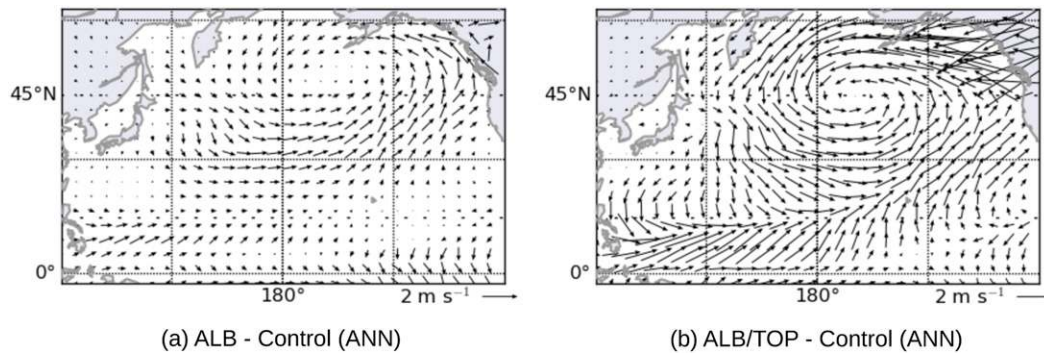 45°N
0°
180°
2 m s⁻¹
(a) ALB - Control (ANN)
45°N
0°
180°
2 m s⁻¹
(b) ALB/TOP - Control (ANN)